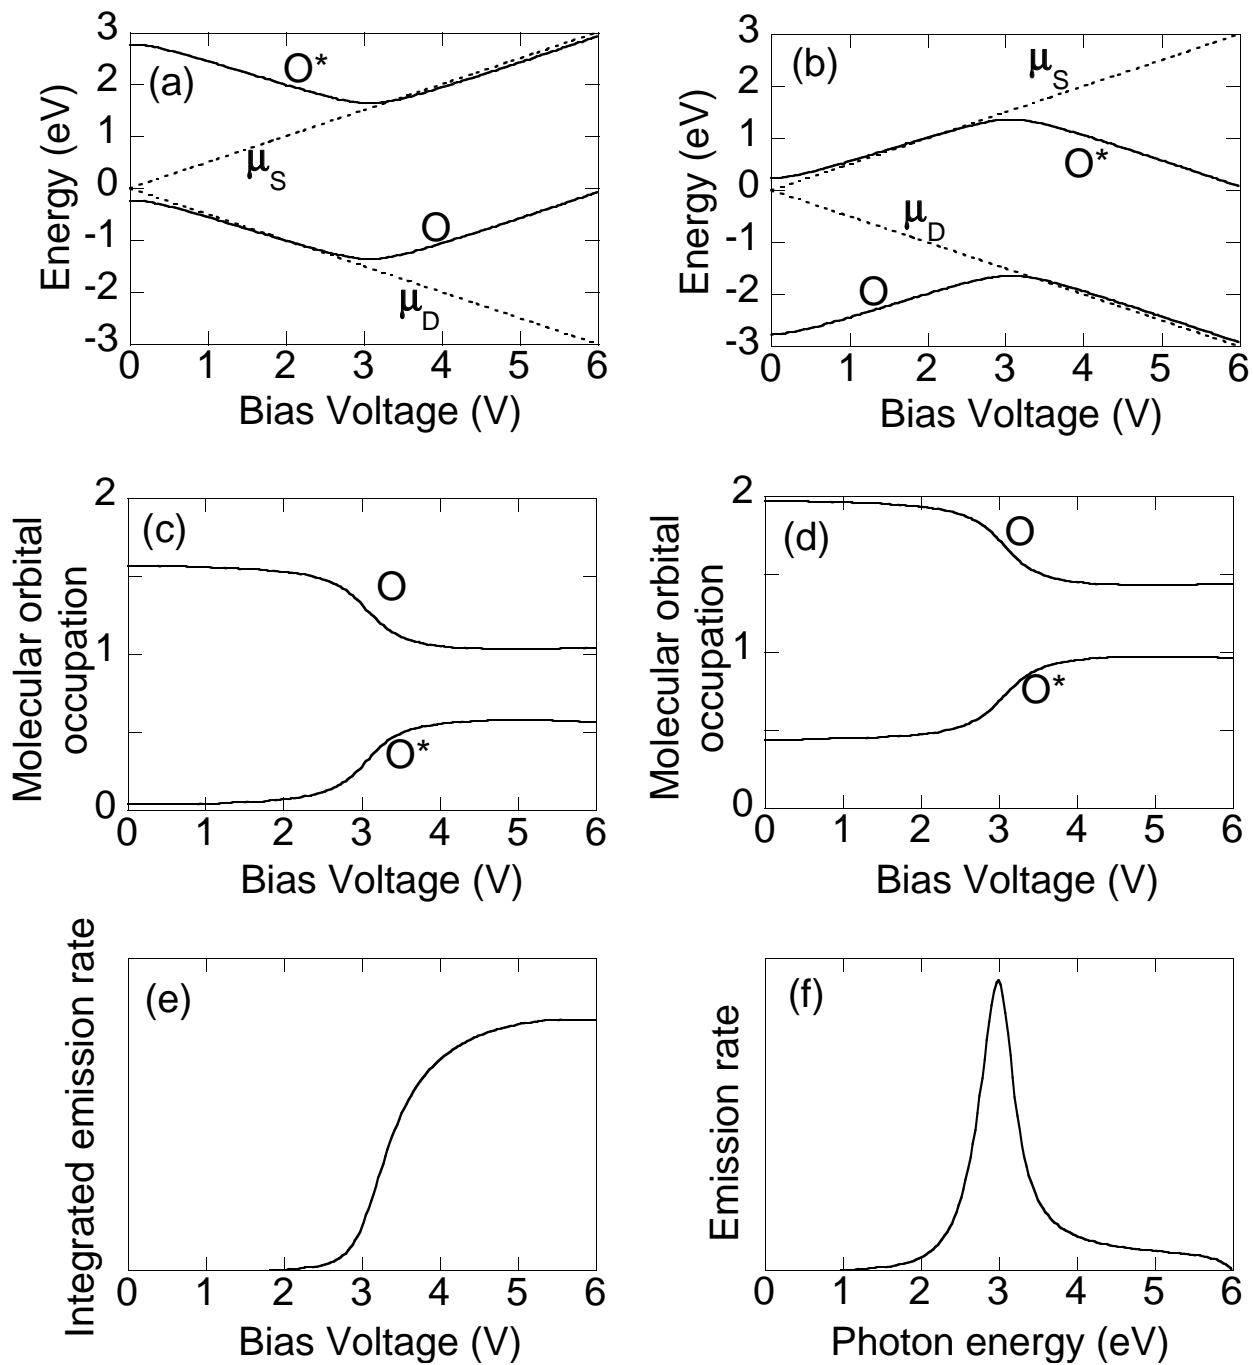 3
2
1
0
-1
-2
-3
Energy (eV)
(a)
O*
μS
O
μD
0 1 2 3 4 5 6
Bias Voltage (V)
3
2
1
0
-1
-2
-3
Energy (eV)
(b)
μS
O*
μD
O
0 1 2 3 4 5 6
Bias Voltage (V)
2
1
0
Molecular orbital
occupation
(c)
O
O*
0 1 2 3 4 5 6
Bias Voltage (V)
2
1
0
Molecular orbital
occupation
(d)
O
O*
0 1 2 3 4 5 6
Bias Voltage (V)
Integrated emission rate
(e)
0 1 2 3 4 5 6
Bias Voltage (V)
Emission rate
(f)
0 1 2 3 4 5 6
Photon energy (eV)